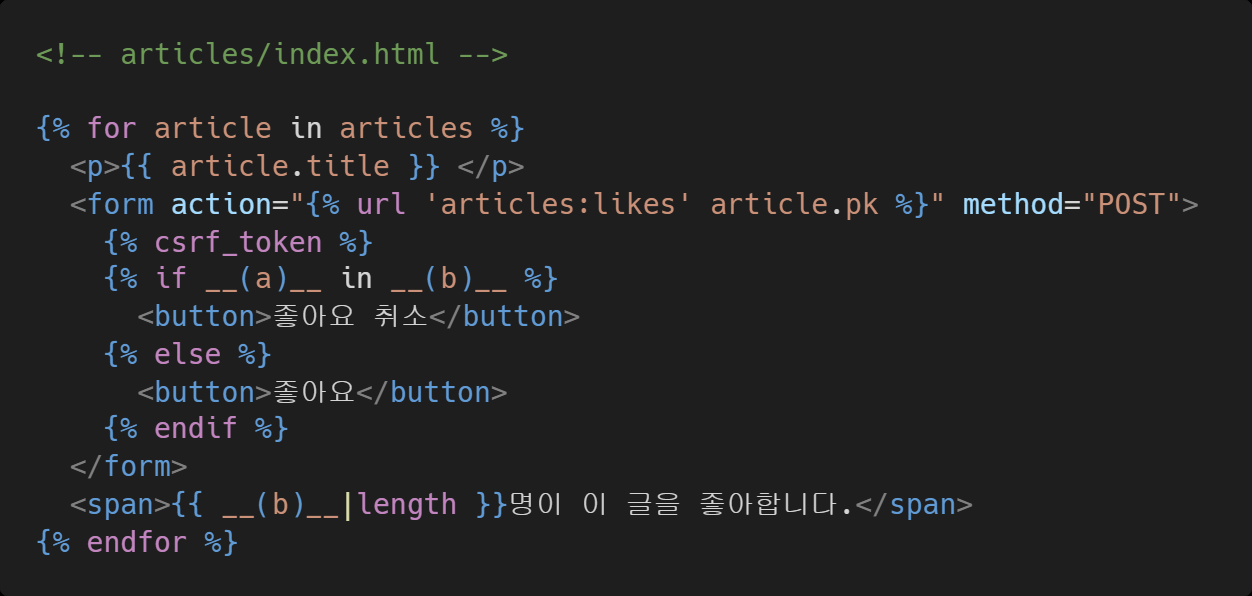 <!-- articles/index.html -->
{% for article in articles %}
<p>{{ article.title }} </p>
<form action="{% url 'articles:likes' article.pk %}" method="POST">
{% csrf_token %}
{% if __(a)__ in __(b)__ %}
<button>좋아요 취소</button>
{% else %}
<button>좋아요</button>
{% endif %}
</form>
<span>{{ __(b)__|length }}명이 이 글을 좋아합니다.</span>
{% endfor %}